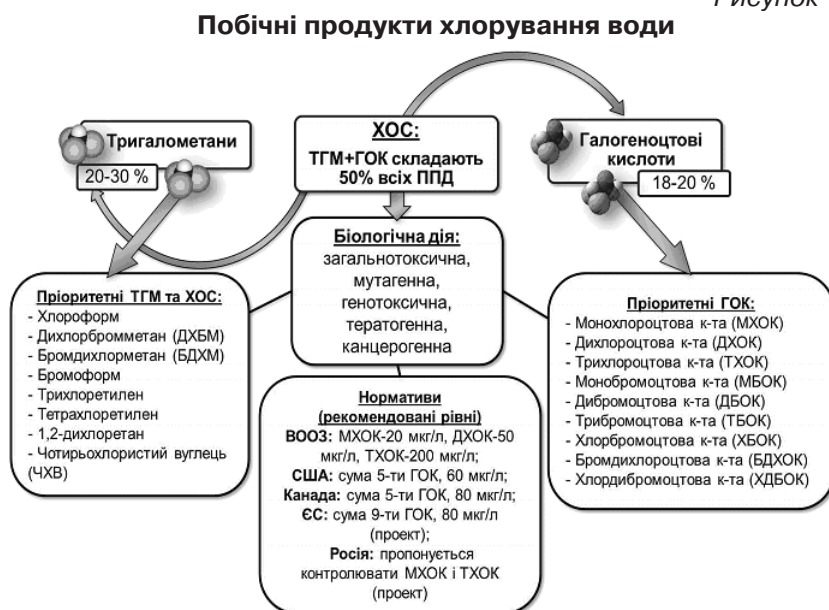 Рисунок
Побічні продукти хлорування води
Тригалометани
20-30 %
ХОС:
ТГМ+ГОК складають
50% всіх ППД
Галогеноцтові
кислоти
18-20 %
Біологічна дія:
загальнотоксична,
мутагенна,
генотоксична,
тератогенна,
канцерогенна
Пріоритетні ТГМ та ХОС:
- Хлороформ
- Дихлорбромметан (ДХБМ)
- Бромдихлорметан (БДХМ)
- Бромоформ
- Трихлоретилен
- Тетрахлоретилен
- 1,2-дихлоретан
- Чотирьохлористий вуглець
(ЧХВ)
Нормативи
(рекомендовані рівні)
ВООЗ: МХОК-20 мкг/л, ДХОК-50
мкг/л, ТХОК-200 мкг/л;
США: сума 5-ти ГОК, 60 мкг/л;
Канада: сума 5-ти ГОК, 80 мкг/л;
ЄС: сума 9-ти ГОК, 80 мкг/л
(проект);
Росія: пропонується
контролювати МХОК і ТХОК
(проект)
Пріоритетні ГОК:
- Монохлороцтова к-та (МХОК)
- Дихлороцтова к-та (ДХОК)
- Трихлороцтова к-та (ТХОК)
- Монобромоцтова к-та (МБОК)
- Дибромоцтова к-та (ДБОК)
- Трибромоцтова к-та (ТБОК)
- Хлорбромоцтова к-та (ХБОК)
- Бромдихлороцтова к-та (БДХОК)
- Хлордибромоцтова к-та (ХДБОК)